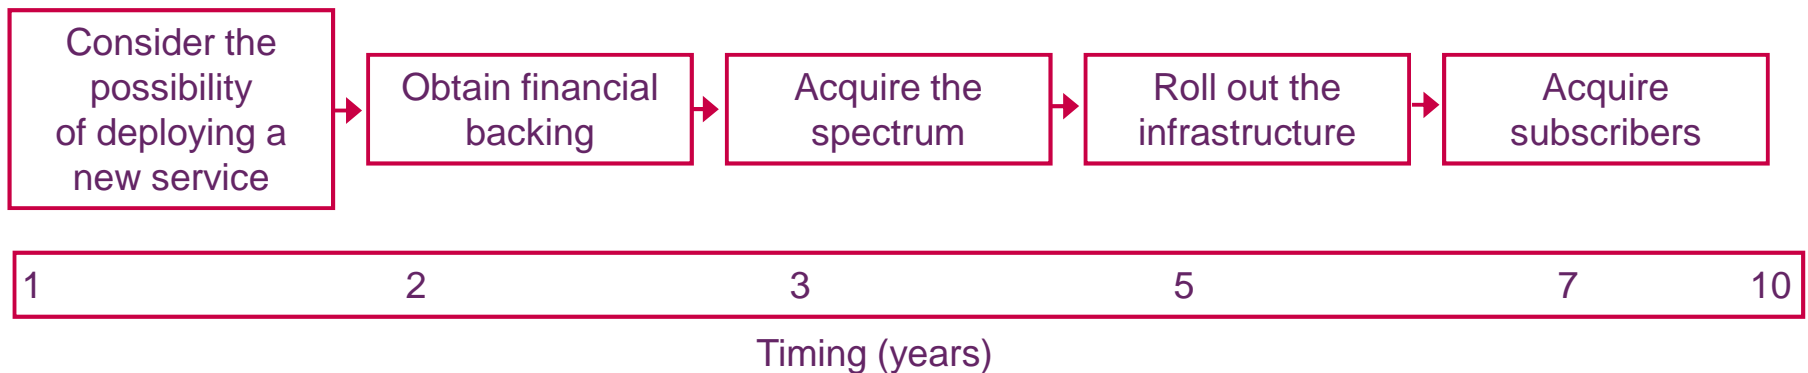 Consider the
possibility
of deploying a
new service
Obtain financial
backing
Acquire the
spectrum
Roll out the
infrastructure
Acquire
subscribers
1 2 3 5 7 10
Timing (years)